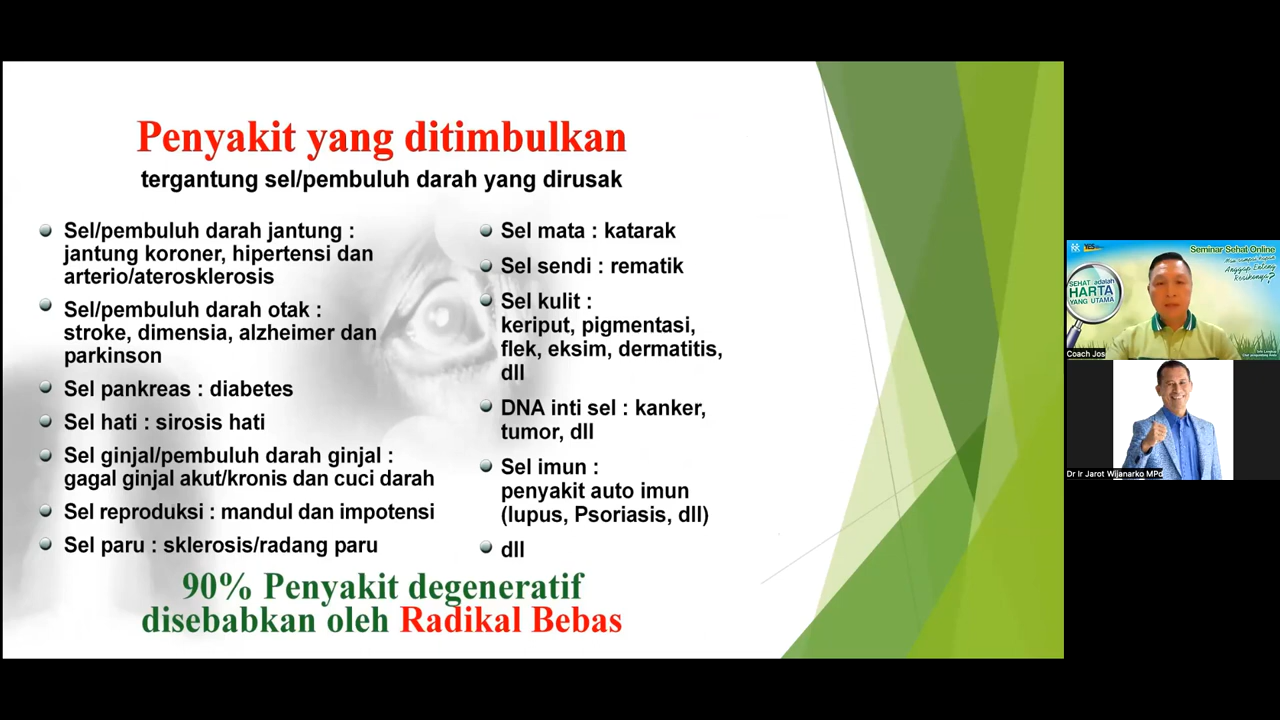 Penyakit yang ditimbulkan
tergantung sel/pembuluh darah yang dirusak
Sel/pembuluh darah jantung :
jantung koroner, hipertensi dan
arterio/aterosklerosis
Sel/pembuluh darah otak :
stroke, dimensia, alzheimer dan
parkinson
Sel pankreas : diabetes
Sel hati : sirosis hati
Sel ginjal/pembuluh darah ginjal :
gagal ginjal akut/kronis dan cuci darah
Sel reproduksi : mandul dan impotensi
Sel paru : sklerosis/radang paru
Sel mata : katarak
Sel sendi : rematik
Sel kulit :
keriput, pigmentasi,
flek, eksim, dermatitis,
dll
DNA inti sel : kanker,
tumor, dll
Sel imun :
penyakit auto imun
(lupus, Psoriasis, dll)
dll
90% Penyakit degeneratif
disebabkan oleh Radikal Bebas
YES
Seminar Sehat Online
Anggap Enteng
Resikonya?
SEHAT adalah
HARTA
YANG UTAMA
Coach Jos
Dr Ir Jarot Wijanarko MPd